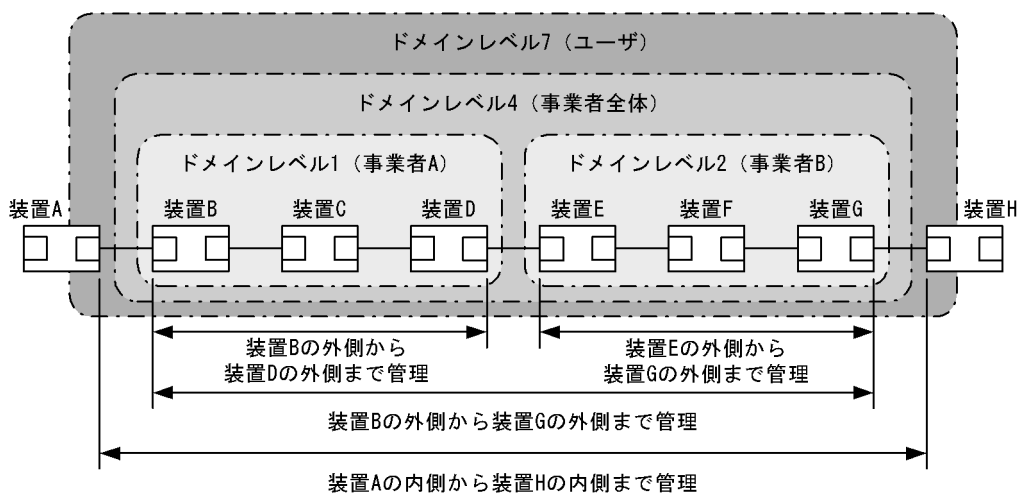 ドメインレベル7（ユーザ）
ドメインレベル4（事業者全体）
ドメインレベル1（事業者A）
ドメインレベル2（事業者B）
装置A
装置B
装置C
装置D
装置E
装置F
装置G
装置H
装置Bの外側から
装置Dの外側まで管理
装置Eの外側から
装置Gの外側まで管理
装置Bの外側から装置Gの外側まで管理
装置Aの内側から装置Hの内側まで管理